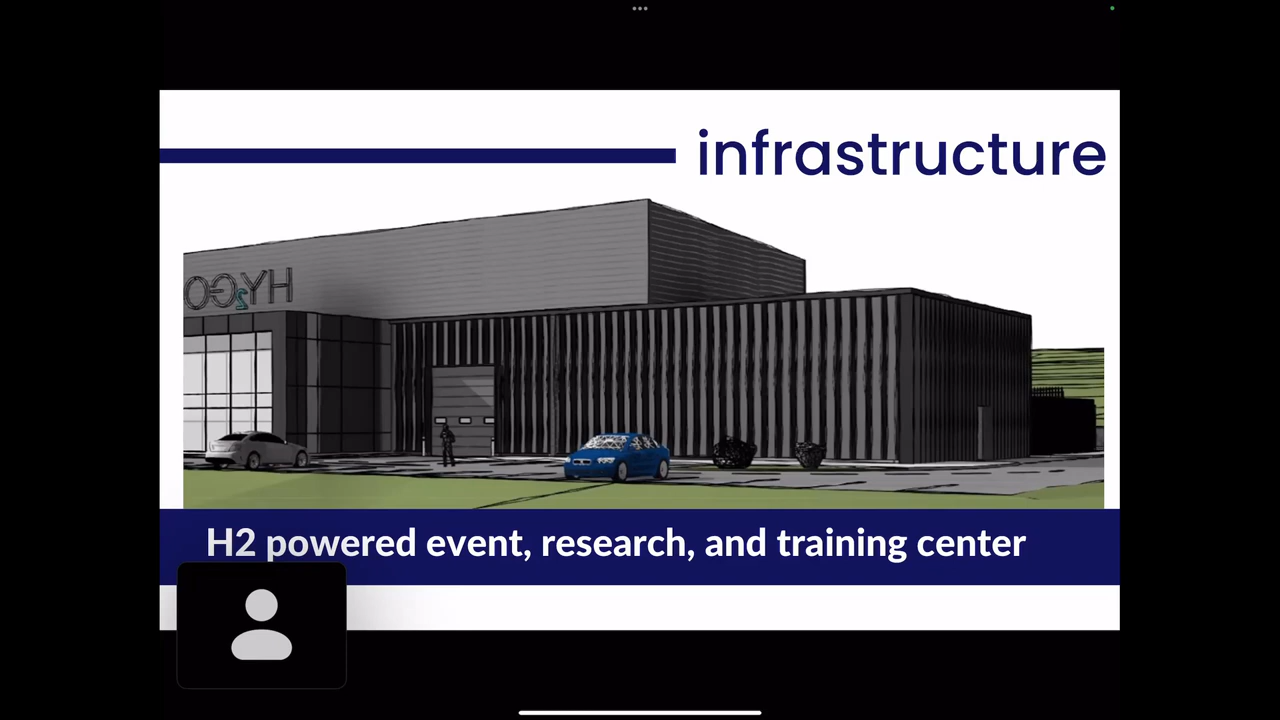 infrastructure
HY2GO
H2 powered event, research, and training center